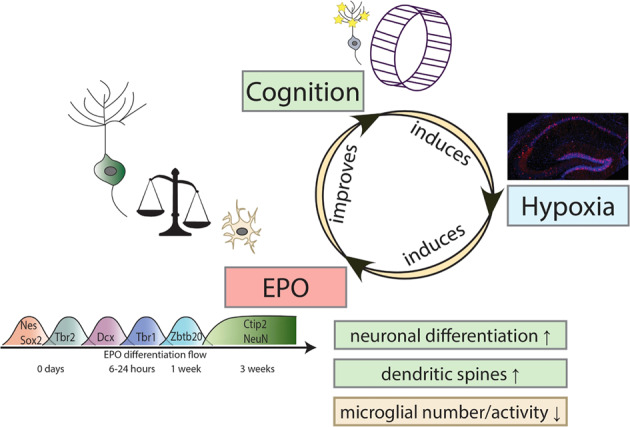 Cognition
induces
Hypoxia
improves
induces
EPO
Nes
Sox2
Tbr2
Dcx
Tbr1
Zbtb20
Ctip2
NeuN
EPO differentiation flow
0 days
6-24 hours
1 week
3 weeks
neuronal differentiation ↑
dendritic spines ↑
microglial number/activity ↓